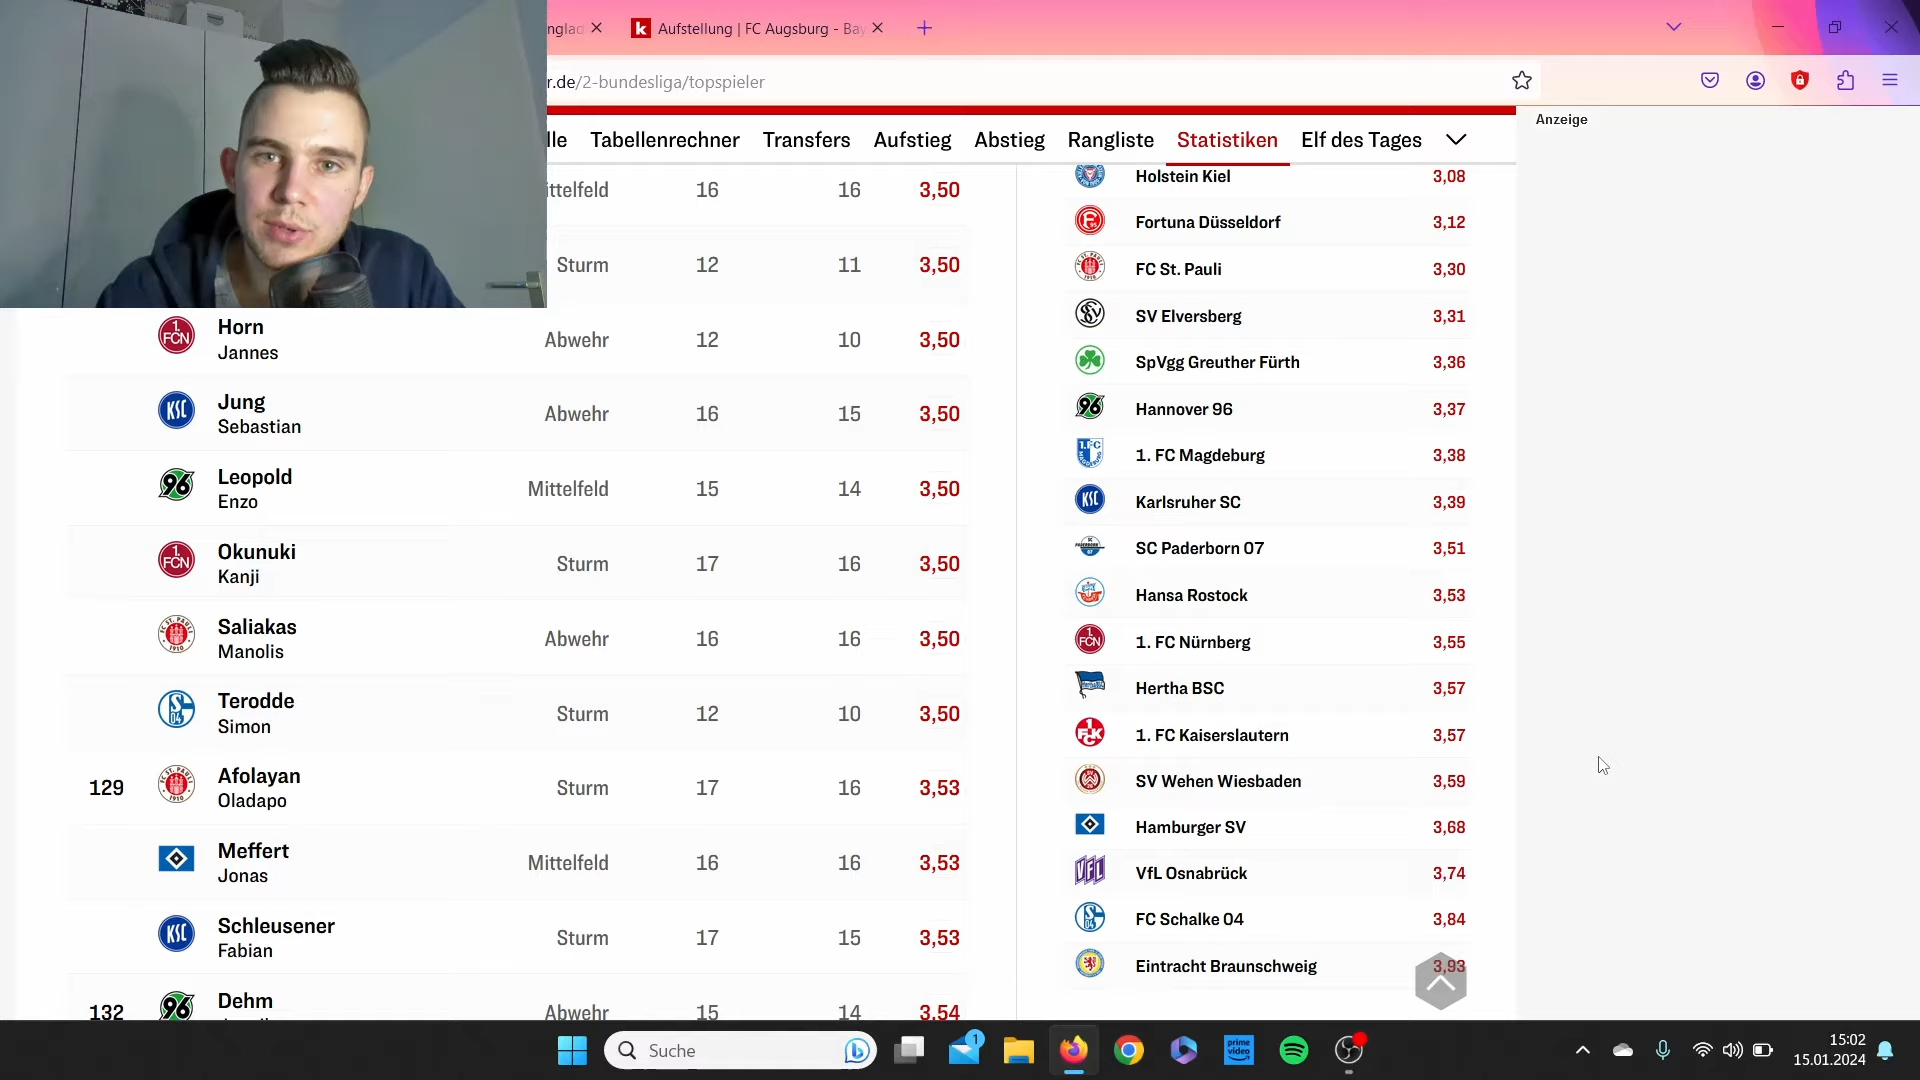 nglad
Aufstellung | FC Augsburg - Bay
r.de/2-bundesliga/topspieler
Anzeige
lle Tabellenrechner Transfers Aufstieg Abstieg Rangliste Statistiken Elf des Tages
ittelfeld 16 16 3,50
Sturm 12 11 3,50
Horn
Jannes
Abwehr 12 10 3,50
Jung
Sebastian
Abwehr 16 15 3,50
Leopold
Enzo
Mittelfeld 15 14 3,50
Okunuki
Kanji
Sturm 17 16 3,50
Saliakas
Manolis
Abwehr 16 16 3,50
Terodde
Simon
Sturm 12 10 3,50
129
Afolayan
Oladapo
Sturm 17 16 3,53
Meffert
Jonas
Mittelfeld 16 16 3,53
Schleusener
Fabian
Sturm 17 15 3,53
132
Dehm
Abwehr 15 14 3,54
Holstein Kiel 3,08
Fortuna Düsseldorf 3,12
FC St. Pauli 3,30
SV Elversberg 3,31
SpVgg Greuther Fürth 3,36
Hannover 96 3,37
1. FC Magdeburg 3,38
Karlsruher SC 3,39
SC Paderborn 07 3,51
Hansa Rostock 3,53
1. FC Nürnberg 3,55
Hertha BSC 3,57
1. FC Kaiserslautern 3,57
SV Wehen Wiesbaden 3,59
Hamburger SV 3,68
VfL Osnabrück 3,74
FC Schalke 04 3,84
Eintracht Braunschweig 3,93
Suche
1
prime video
15:02
15.01.2024